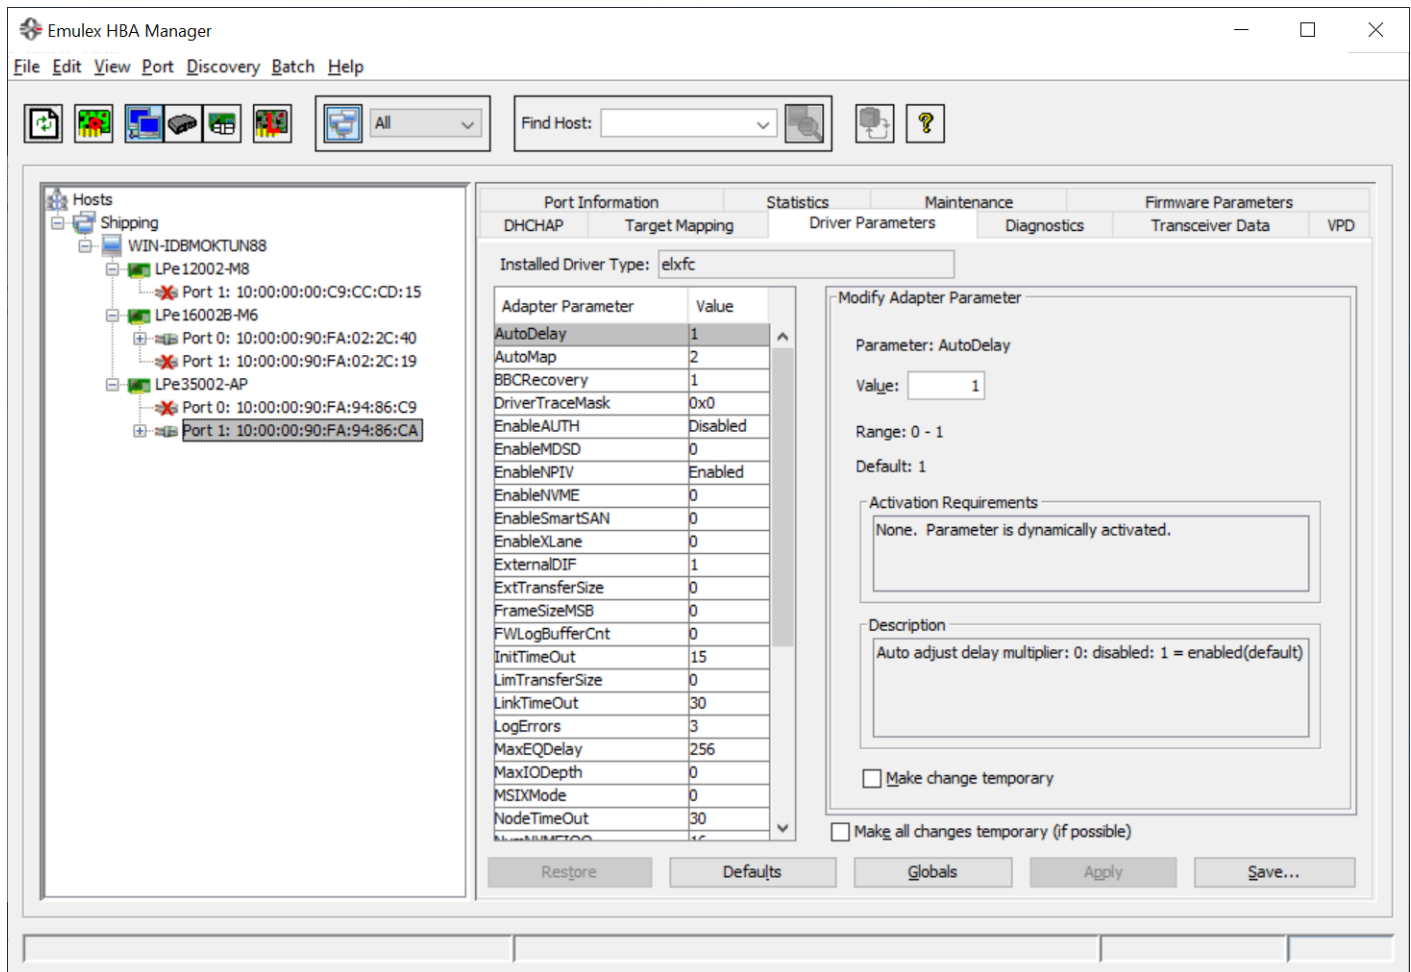 Emulex HBA Manager
File Edit View Port Discovery Batch Help
All
Find Host:
Hosts
Shipping
WIN-IDBMOKTUN88
LPe12002-M8
Port 1: 10:00:00:00:C9:CC:CD:15
LPe16002B-M6
Port 0: 10:00:00:90:FA:02:2C:40
Port 1: 10:00:00:90:FA:02:2C:19
LPe35002-AP
Port 0: 10:00:00:90:FA:94:86:C9
Port 1: 10:00:00:90:FA:94:86:CA
Port Information Statistics Maintenance Firmware Parameters
DHCHAP Target Mapping Driver Parameters Diagnostics Transceiver Data VPD
Installed Driver Type: elxfc
Adapter Parameter Value
AutoDelay 1
AutoMap 2
BBCRecovery 1
DriverTraceMask 0x0
EnableAUTH Disabled
EnableMDSD 0
EnableNPIV Enabled
EnableNVME 0
EnableSmartSAN 0
EnableXLane 0
ExternalDIF 1
ExtTransferSize 0
FrameSizeMSB 0
FWLogBufferCnt 0
InitTimeOut 15
LimTransferSize 0
LinkTimeOut 30
LogErrors 3
MaxEQDelay 256
MaxIODepth 0
MSIXMode 0
NodeTimeOut 30
Modify Adapter Parameter
Parameter: AutoDelay
Value: 1
Range: 0 - 1
Default: 1
Activation Requirements
None. Parameter is dynamically activated.
Description
Auto adjust delay multiplier: 0: disabled: 1 = enabled(default)
Make change temporary
Make all changes temporary (if possible)
Restore Defaults Globals Apply Save...